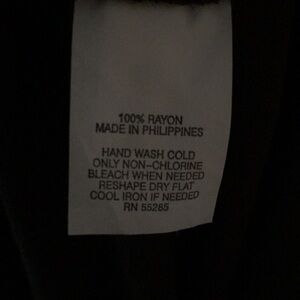 100% RAYON
MADE IN PHILIPPINES
HAND WASH COLD
ONLY NON-CHLORINE
BLEACH WHEN NEEDED
RESHAPE DRY FLAT
COOL IRON IF NEEDED
RN 55285